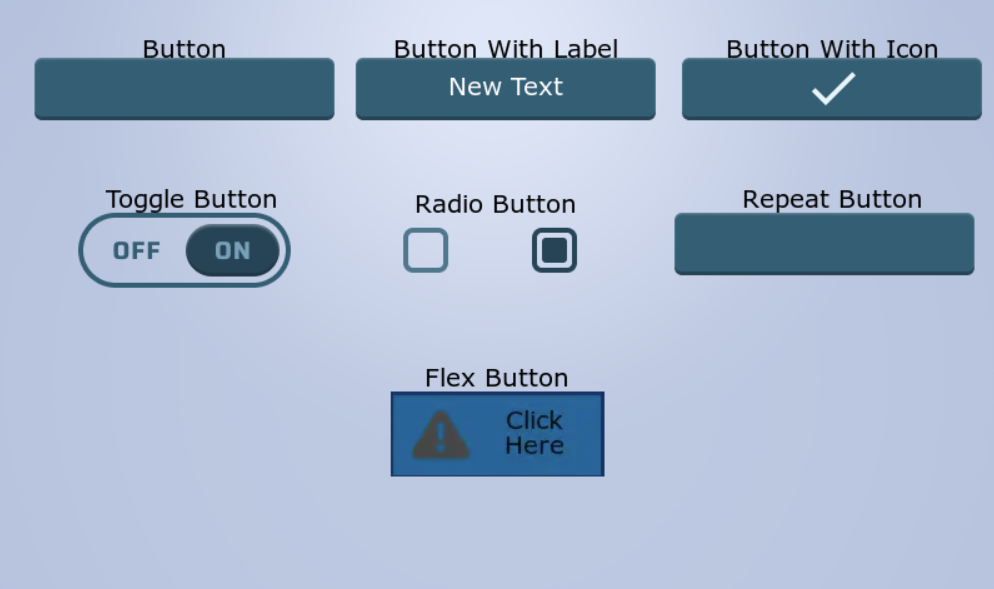 Button
Button With Label
Button With Icon
New Text
Toggle Button
Radio Button
Repeat Button
OFF
ON
Flex Button
Click
Here